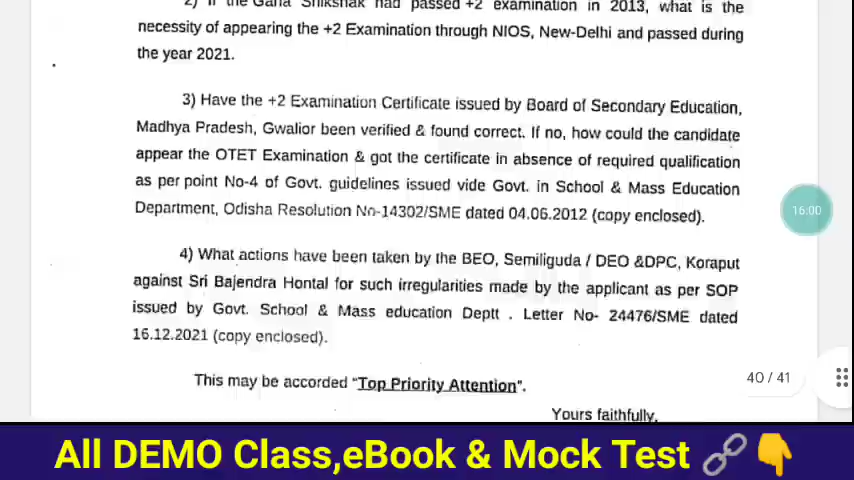 2) If the Gana Shikshak had passed +2 examination in 2013, what is the
necessity of appearing the +2 Examination through NIOS, New-Delhi and passed during
the year 2021.
3) Have the +2 Examination Certificate issued by Board of Secondary Education,
Madhya Pradesh, Gwalior been verified & found correct. If no, how could the candidate
appear the OTET Examination & got the certificate in absence of required qualification
as per point No-4 of Govt. guidelines issued vide Govt. in School & Mass Education
Department, Odisha Resolution No-14302/SME dated 04.06.2012 (copy enclosed).
16:00
4) What actions have been taken by the BEO, Semiliguda / DEO &DPC, Koraput
against Sri Bajendra Hontal for such irregularities made by the applicant as per SOP
issued by Govt. School & Mass education Deptt . Letter No- 24476/SME dated
16.12.2021 (copy enclosed).
40 / 41
This may be accorded “Top Priority Attention”.
Yours faithfully,
All DEMO Class,eBook & Mock Test 🔗👇